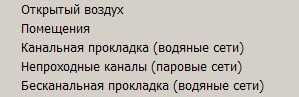 Открытый воздух
Помещения
Канальная прокладка (водяные сети)
Непроходные каналы (паровые сети)
Бесканальная прокладка (водяные сети)